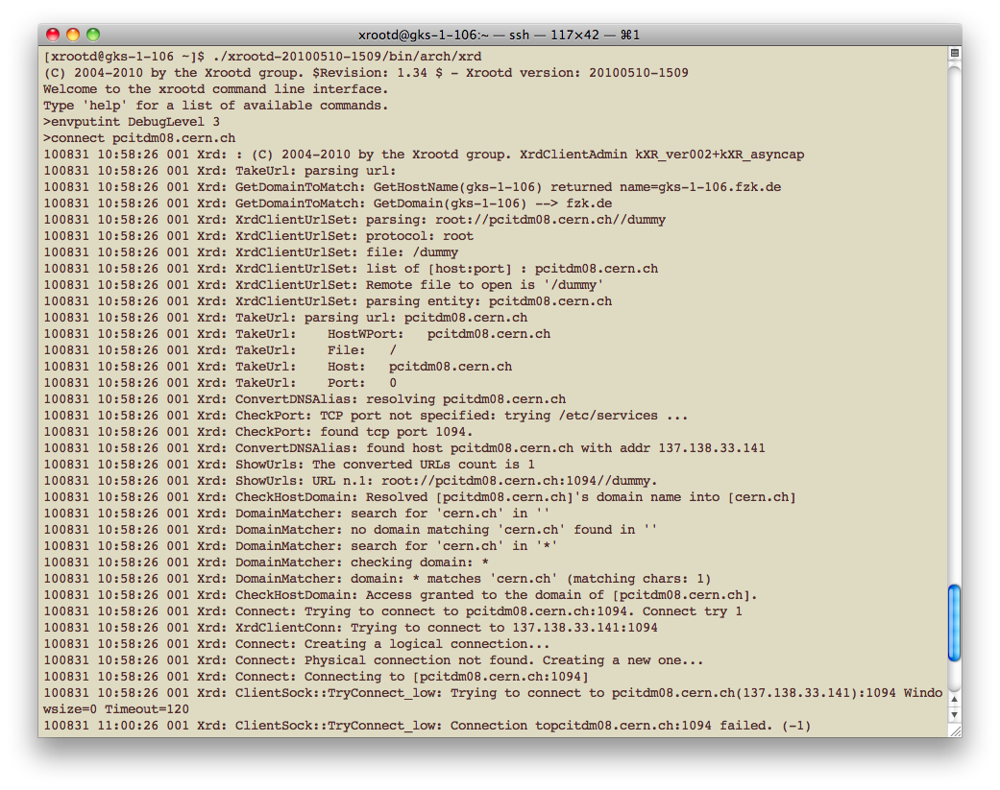 xrootd@gks-1-106:~ — ssh — 117×42 — ⌘1
[xrootd@gks-1-106 ~]$ ./xrootd-20100510-1509/bin/arch/xrd
(C) 2004-2010 by the Xrootd group. $Revision: 1.34 $ - Xrootd version: 20100510-1509
Welcome to the xrootd command line interface.
Type 'help' for a list of available commands.
>envputint DebugLevel 3
>connect pcitdm08.cern.ch
100831 10:58:26 001 Xrd: : (C) 2004-2010 by the Xrootd group. XrdClientAdmin kXR_ver002+kXR_asyncap
100831 10:58:26 001 Xrd: TakeUrl: parsing url:
100831 10:58:26 001 Xrd: GetDomainToMatch: GetHostName(gks-1-106) returned name=gks-1-106.fzk.de
100831 10:58:26 001 Xrd: GetDomainToMatch: GetDomain(gks-1-106) --> fzk.de
100831 10:58:26 001 Xrd: XrdClientUrlSet: parsing: root://pcitdm08.cern.ch//dummy
100831 10:58:26 001 Xrd: XrdClientUrlSet: protocol: root
100831 10:58:26 001 Xrd: XrdClientUrlSet: file: /dummy
100831 10:58:26 001 Xrd: XrdClientUrlSet: list of [host:port] : pcitdm08.cern.ch
100831 10:58:26 001 Xrd: XrdClientUrlSet: Remote file to open is '/dummy'
100831 10:58:26 001 Xrd: XrdClientUrlSet: parsing entity: pcitdm08.cern.ch
100831 10:58:26 001 Xrd: TakeUrl: parsing url: pcitdm08.cern.ch
100831 10:58:26 001 Xrd: TakeUrl:    HostWPort:   pcitdm08.cern.ch
100831 10:58:26 001 Xrd: TakeUrl:    File:   /
100831 10:58:26 001 Xrd: TakeUrl:    Host:   pcitdm08.cern.ch
100831 10:58:26 001 Xrd: TakeUrl:    Port:   0
100831 10:58:26 001 Xrd: ConvertDNSAlias: resolving pcitdm08.cern.ch
100831 10:58:26 001 Xrd: CheckPort: TCP port not specified: trying /etc/services ...
100831 10:58:26 001 Xrd: CheckPort: found tcp port 1094.
100831 10:58:26 001 Xrd: ConvertDNSAlias: found host pcitdm08.cern.ch with addr 137.138.33.141
100831 10:58:26 001 Xrd: ShowUrls: The converted URLs count is 1
100831 10:58:26 001 Xrd: ShowUrls: URL n.1: root://pcitdm08.cern.ch:1094//dummy.
100831 10:58:26 001 Xrd: CheckHostDomain: Resolved [pcitdm08.cern.ch]'s domain name into [cern.ch]
100831 10:58:26 001 Xrd: DomainMatcher: search for 'cern.ch' in ''
100831 10:58:26 001 Xrd: DomainMatcher: no domain matching 'cern.ch' found in ''
100831 10:58:26 001 Xrd: DomainMatcher: search for 'cern.ch' in '*'
100831 10:58:26 001 Xrd: DomainMatcher: checking domain: *
100831 10:58:26 001 Xrd: DomainMatcher: domain: * matches 'cern.ch' (matching chars: 1)
100831 10:58:26 001 Xrd: CheckHostDomain: Access granted to the domain of [pcitdm08.cern.ch].
100831 10:58:26 001 Xrd: Connect: Trying to connect to pcitdm08.cern.ch:1094. Connect try 1
100831 10:58:26 001 Xrd: XrdClientConn: Trying to connect to 137.138.33.141:1094
100831 10:58:26 001 Xrd: Connect: Creating a logical connection...
100831 10:58:26 001 Xrd: Connect: Physical connection not found. Creating a new one...
100831 10:58:26 001 Xrd: Connect: Connecting to [pcitdm08.cern.ch:1094]
100831 10:58:26 001 Xrd: ClientSock::TryConnect_low: Trying to connect to pcitdm08.cern.ch(137.138.33.141):1094 Windo
wsize=0 Timeout=120
100831 11:00:26 001 Xrd: ClientSock::TryConnect_low: Connection topcitdm08.cern.ch:1094 failed. (-1)